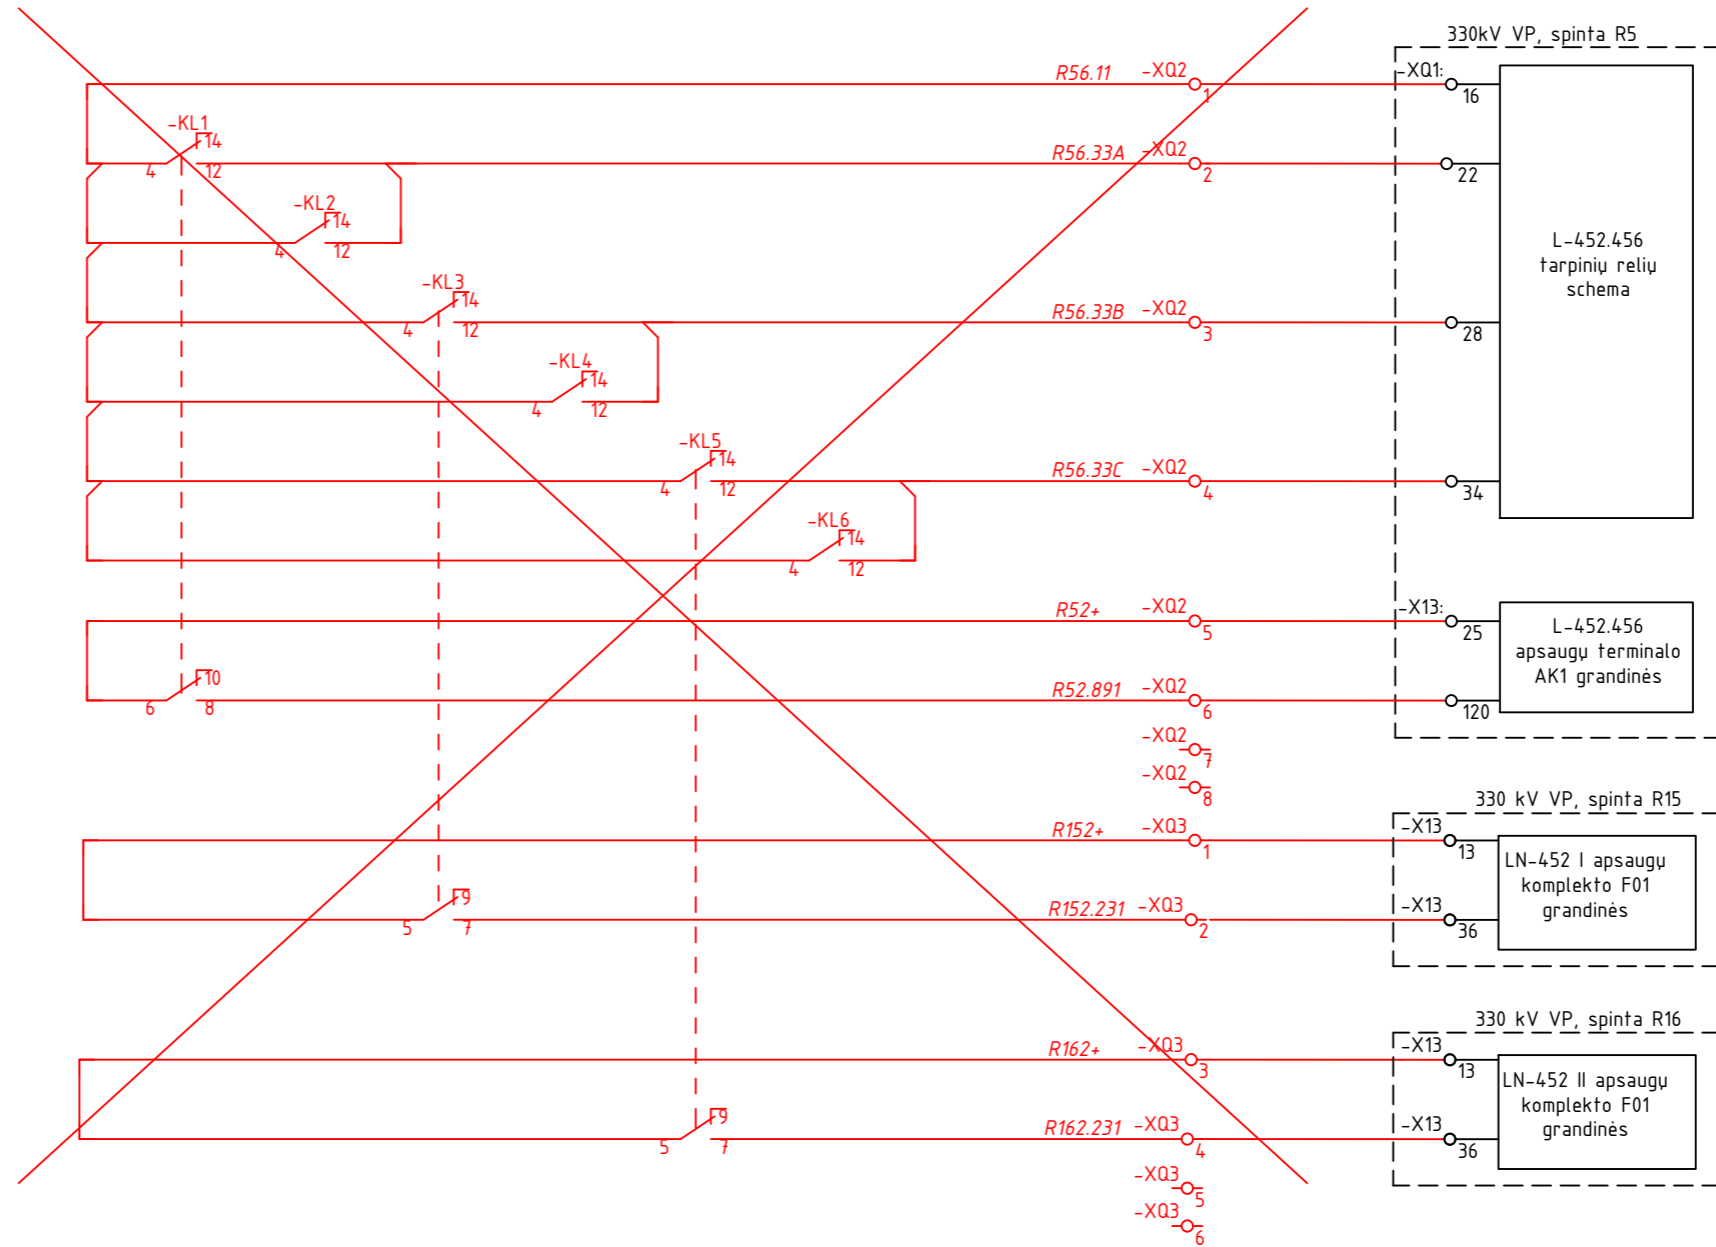 330kV VP, spinta R5
R56.11 -XQ2 1 -XQ1: 16
-KL1 14 4 12 R56.33A -XQ2 2 22
-KL2 14 4 12
L-452.456
tarpinių relių
schema
-KL3 14 4 12 R56.33B -XQ2 3 28
-KL4 14 4 12
-KL5 14 4 12 R56.33C -XQ2 4 34
-KL6 14 4 12
R52+ -XQ2 5 -X13: 25
L-452.456
apsaugų terminalo
AK1 grandinės
10 6 8 R52.891 -XQ2 6 120
-XQ2 7
-XQ2 8
330 kV VP, spinta R15
R152+ -XQ3 1 -X13 13
LN-452 I apsaugų
komplekto F01
grandinės
9 5 7 R152.231 -XQ3 2 -X13 36
330 kV VP, spinta R16
R162+ -XQ3 3 -X13 13
LN-452 II apsaugų
komplekto F01
grandinės
9 5 7 R162.231 -XQ3 4 -X13 36
-XQ3 5
-XQ3 6